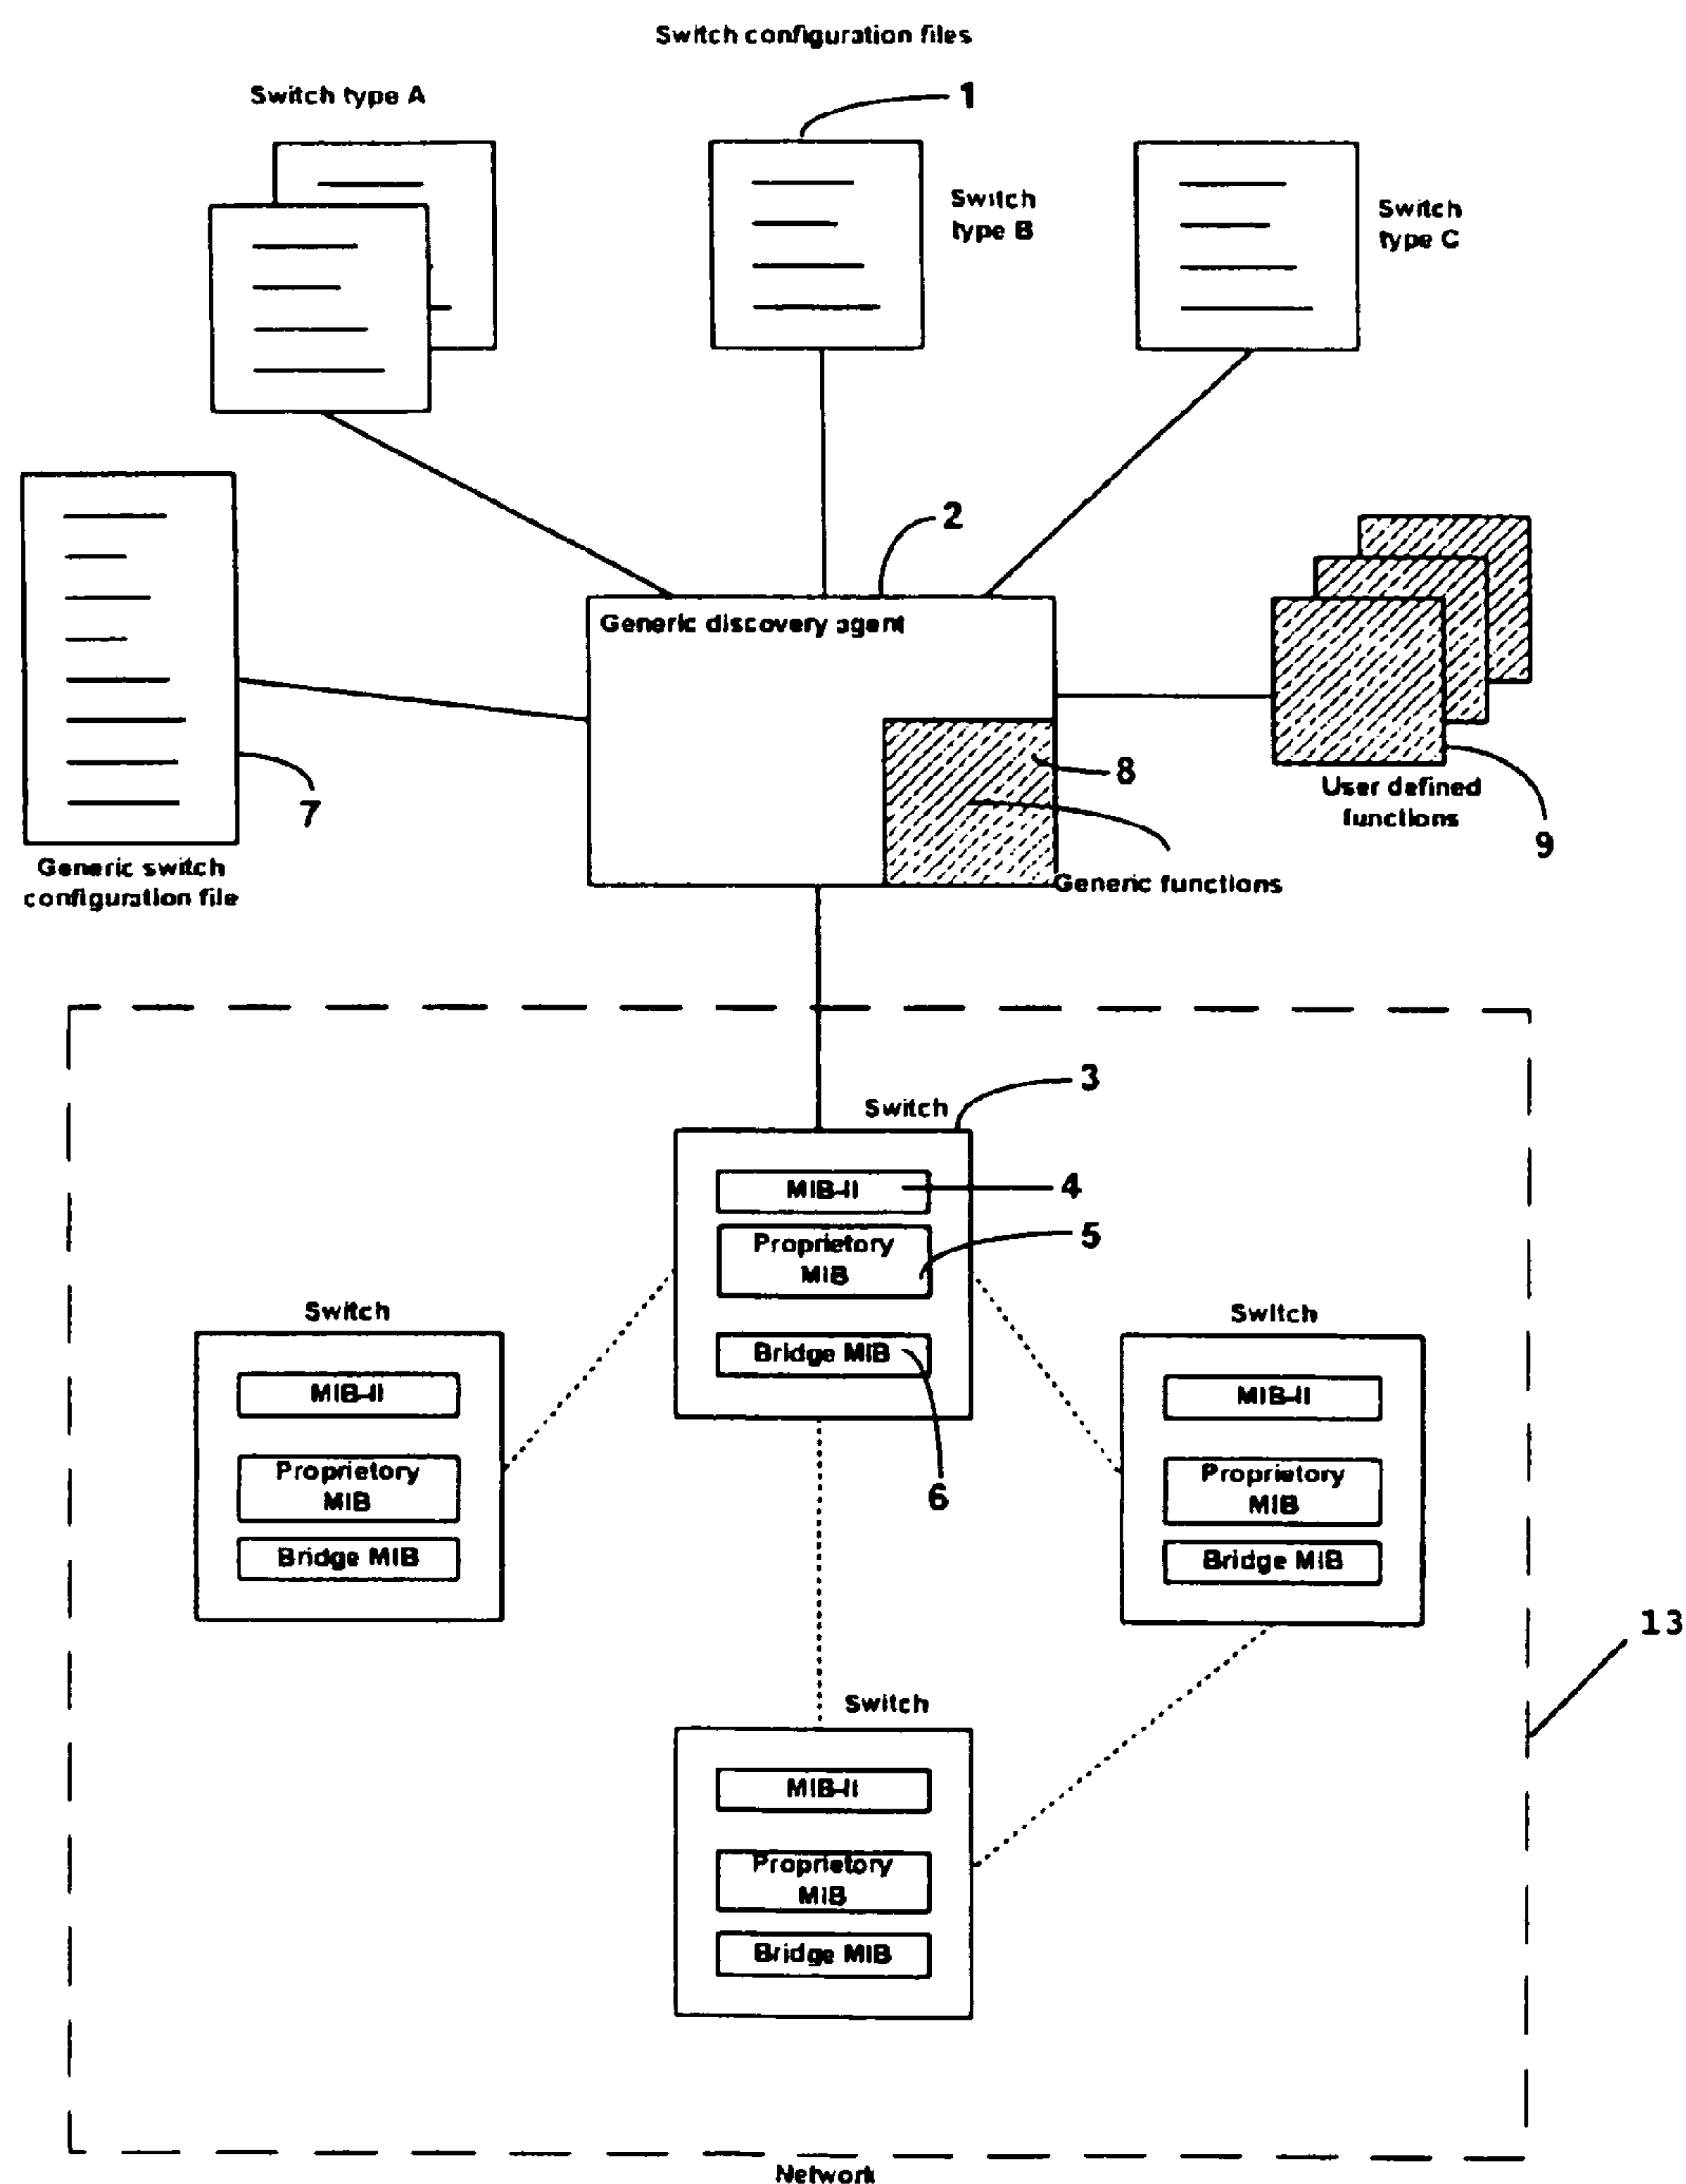 Switch configuration files
Switch type A
1
Switch
type B
Switch
type C
2
Generic discovery agent
8
7
User defined
functions
9
Generic switch
configuration file
Generic functions
3
Switch
MIB-II
4
Proprietory
MIB
5
Bridge MIB
6
Switch
MIB-II
Proprietory
MIB
Bridge MIB
Switch
MIB-II
Proprietory
MIB
Bridge MIB
13
Switch
MIB-II
Proprietory
MIB
Bridge MIB
Network